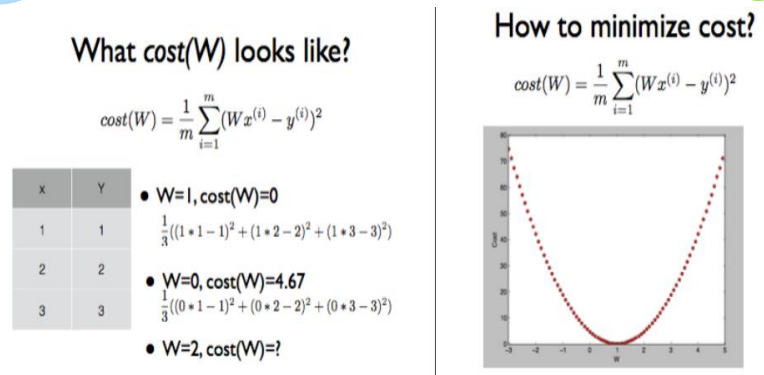 What cost(W) looks like?
cost(W) = \frac{1}{m} \sum_{i=1}^{m} (Wx^{(i)} - y^{(i)})^2
X Y
1 1
2 2
3 3
• W=1, cost(W)=0
\frac{1}{3}((1 * 1 - 1)^2 + (1 * 2 - 2)^2 + (1 * 3 - 3)^2)
• W=0, cost(W)=4.67
\frac{1}{3}((0 * 1 - 1)^2 + (0 * 2 - 2)^2 + (0 * 3 - 3)^2)
• W=2, cost(W)=?
How to minimize cost?
cost(W) = \frac{1}{m} \sum_{i=1}^{m} (Wx^{(i)} - y^{(i)})^2
80
70
60
50
40
30
20
10
0
Cost
-3 -2 -1 0 1 2 3 4 5
W